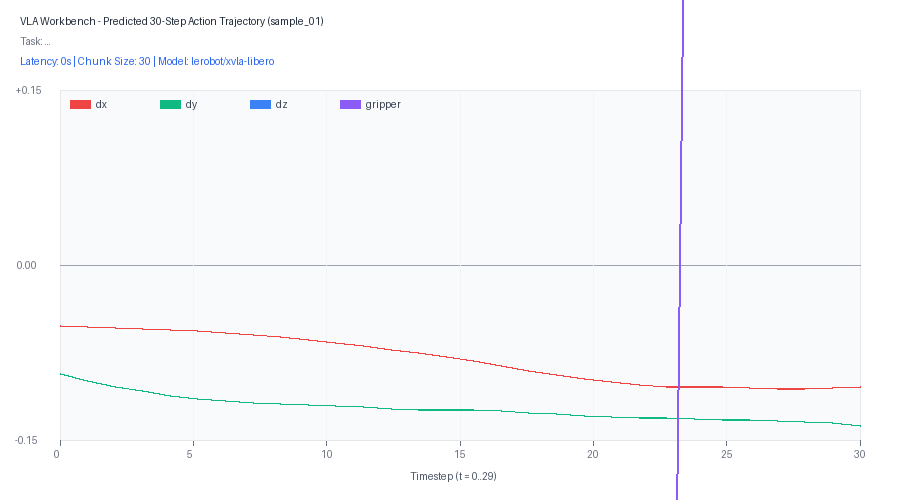 VLA Workbench - Predicted 30-Step Action Trajectory (sample_01)
Task: ...
Latency: 0s | Chunk Size: 30 | Model: lerobot/xvla-libero
+0.15
dx dy dz gripper
0.00
-0.15
0 5 10 15 20 25 30
Timestep (t = 0..29)